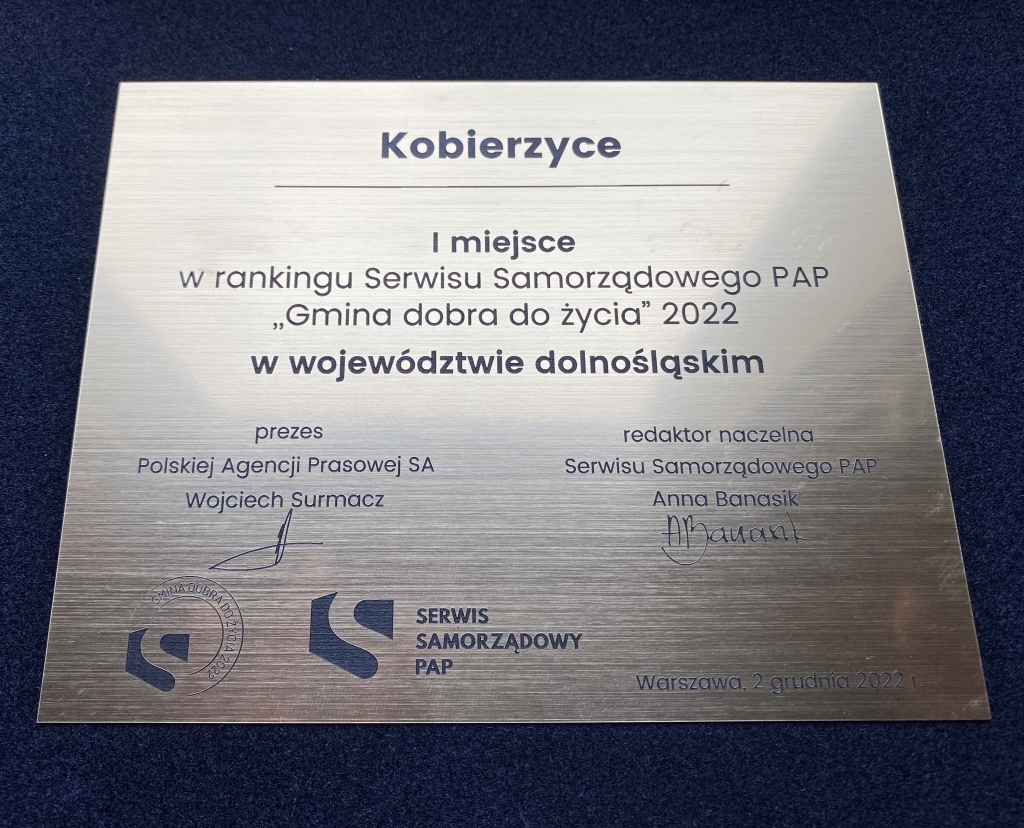 Kobierzyce
I miejsce
w rankingu Serwisu Samorządowego PAP
„Gmina dobra do życia” 2022
w województwie dolnośląskim
prezes
Polskiej Agencji Prasowej SA
Wojciech Surmacz
redaktor naczelna
Serwisu Samorządowego PAP
Anna Banasik
ABanasik
GMINA DOBRA DO ŻYCIA 2022
SERWIS
SAMORZĄDOWY
PAP
Warszawa, 2 grudnia 2022 r.